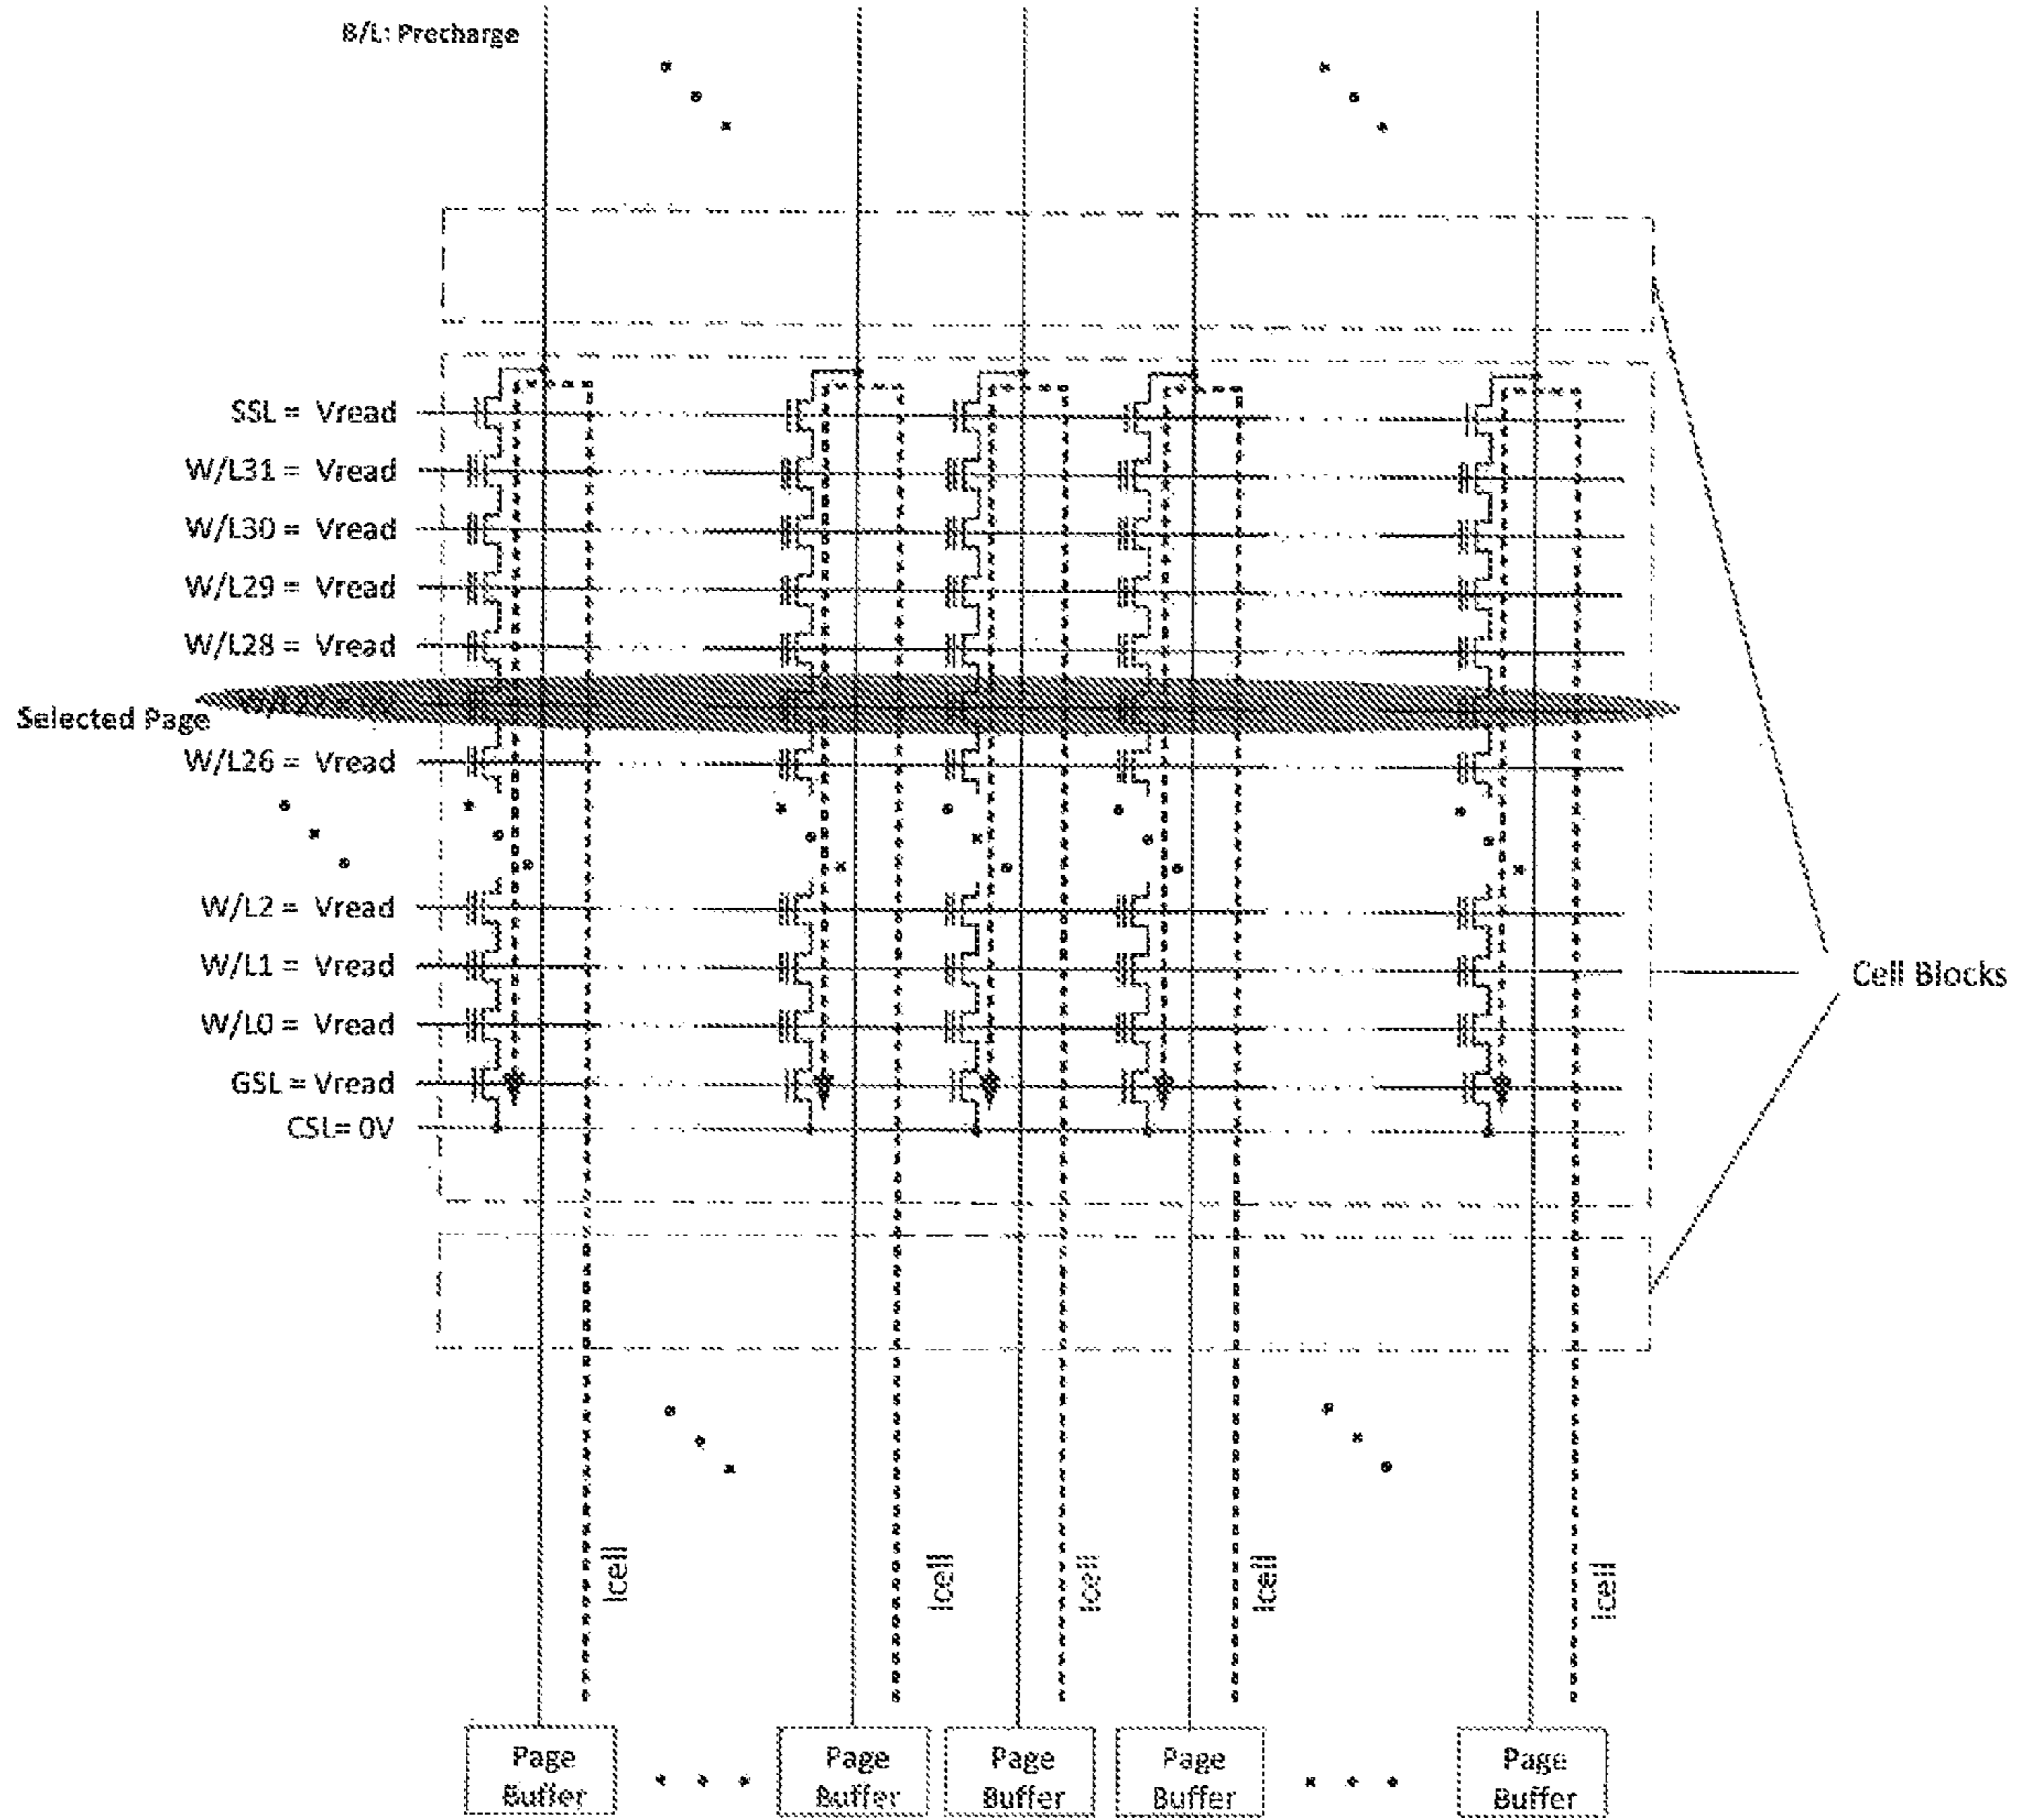 B/L: Precharge
SSL = Vread
W/L31 = Vread
W/L30 = Vread
W/L29 = Vread
W/L28 = Vread
Selected Page
W/L26 = Vread
W/L2 = Vread
W/L1 = Vread
W/L0 = Vread
GSL = Vread
CSL= 0V
Cell Blocks
Icell
Icell
Icell
Icell
Icell
Page
Buffer
Page
Buffer
Page
Buffer
Page
Buffer
Page
Buffer